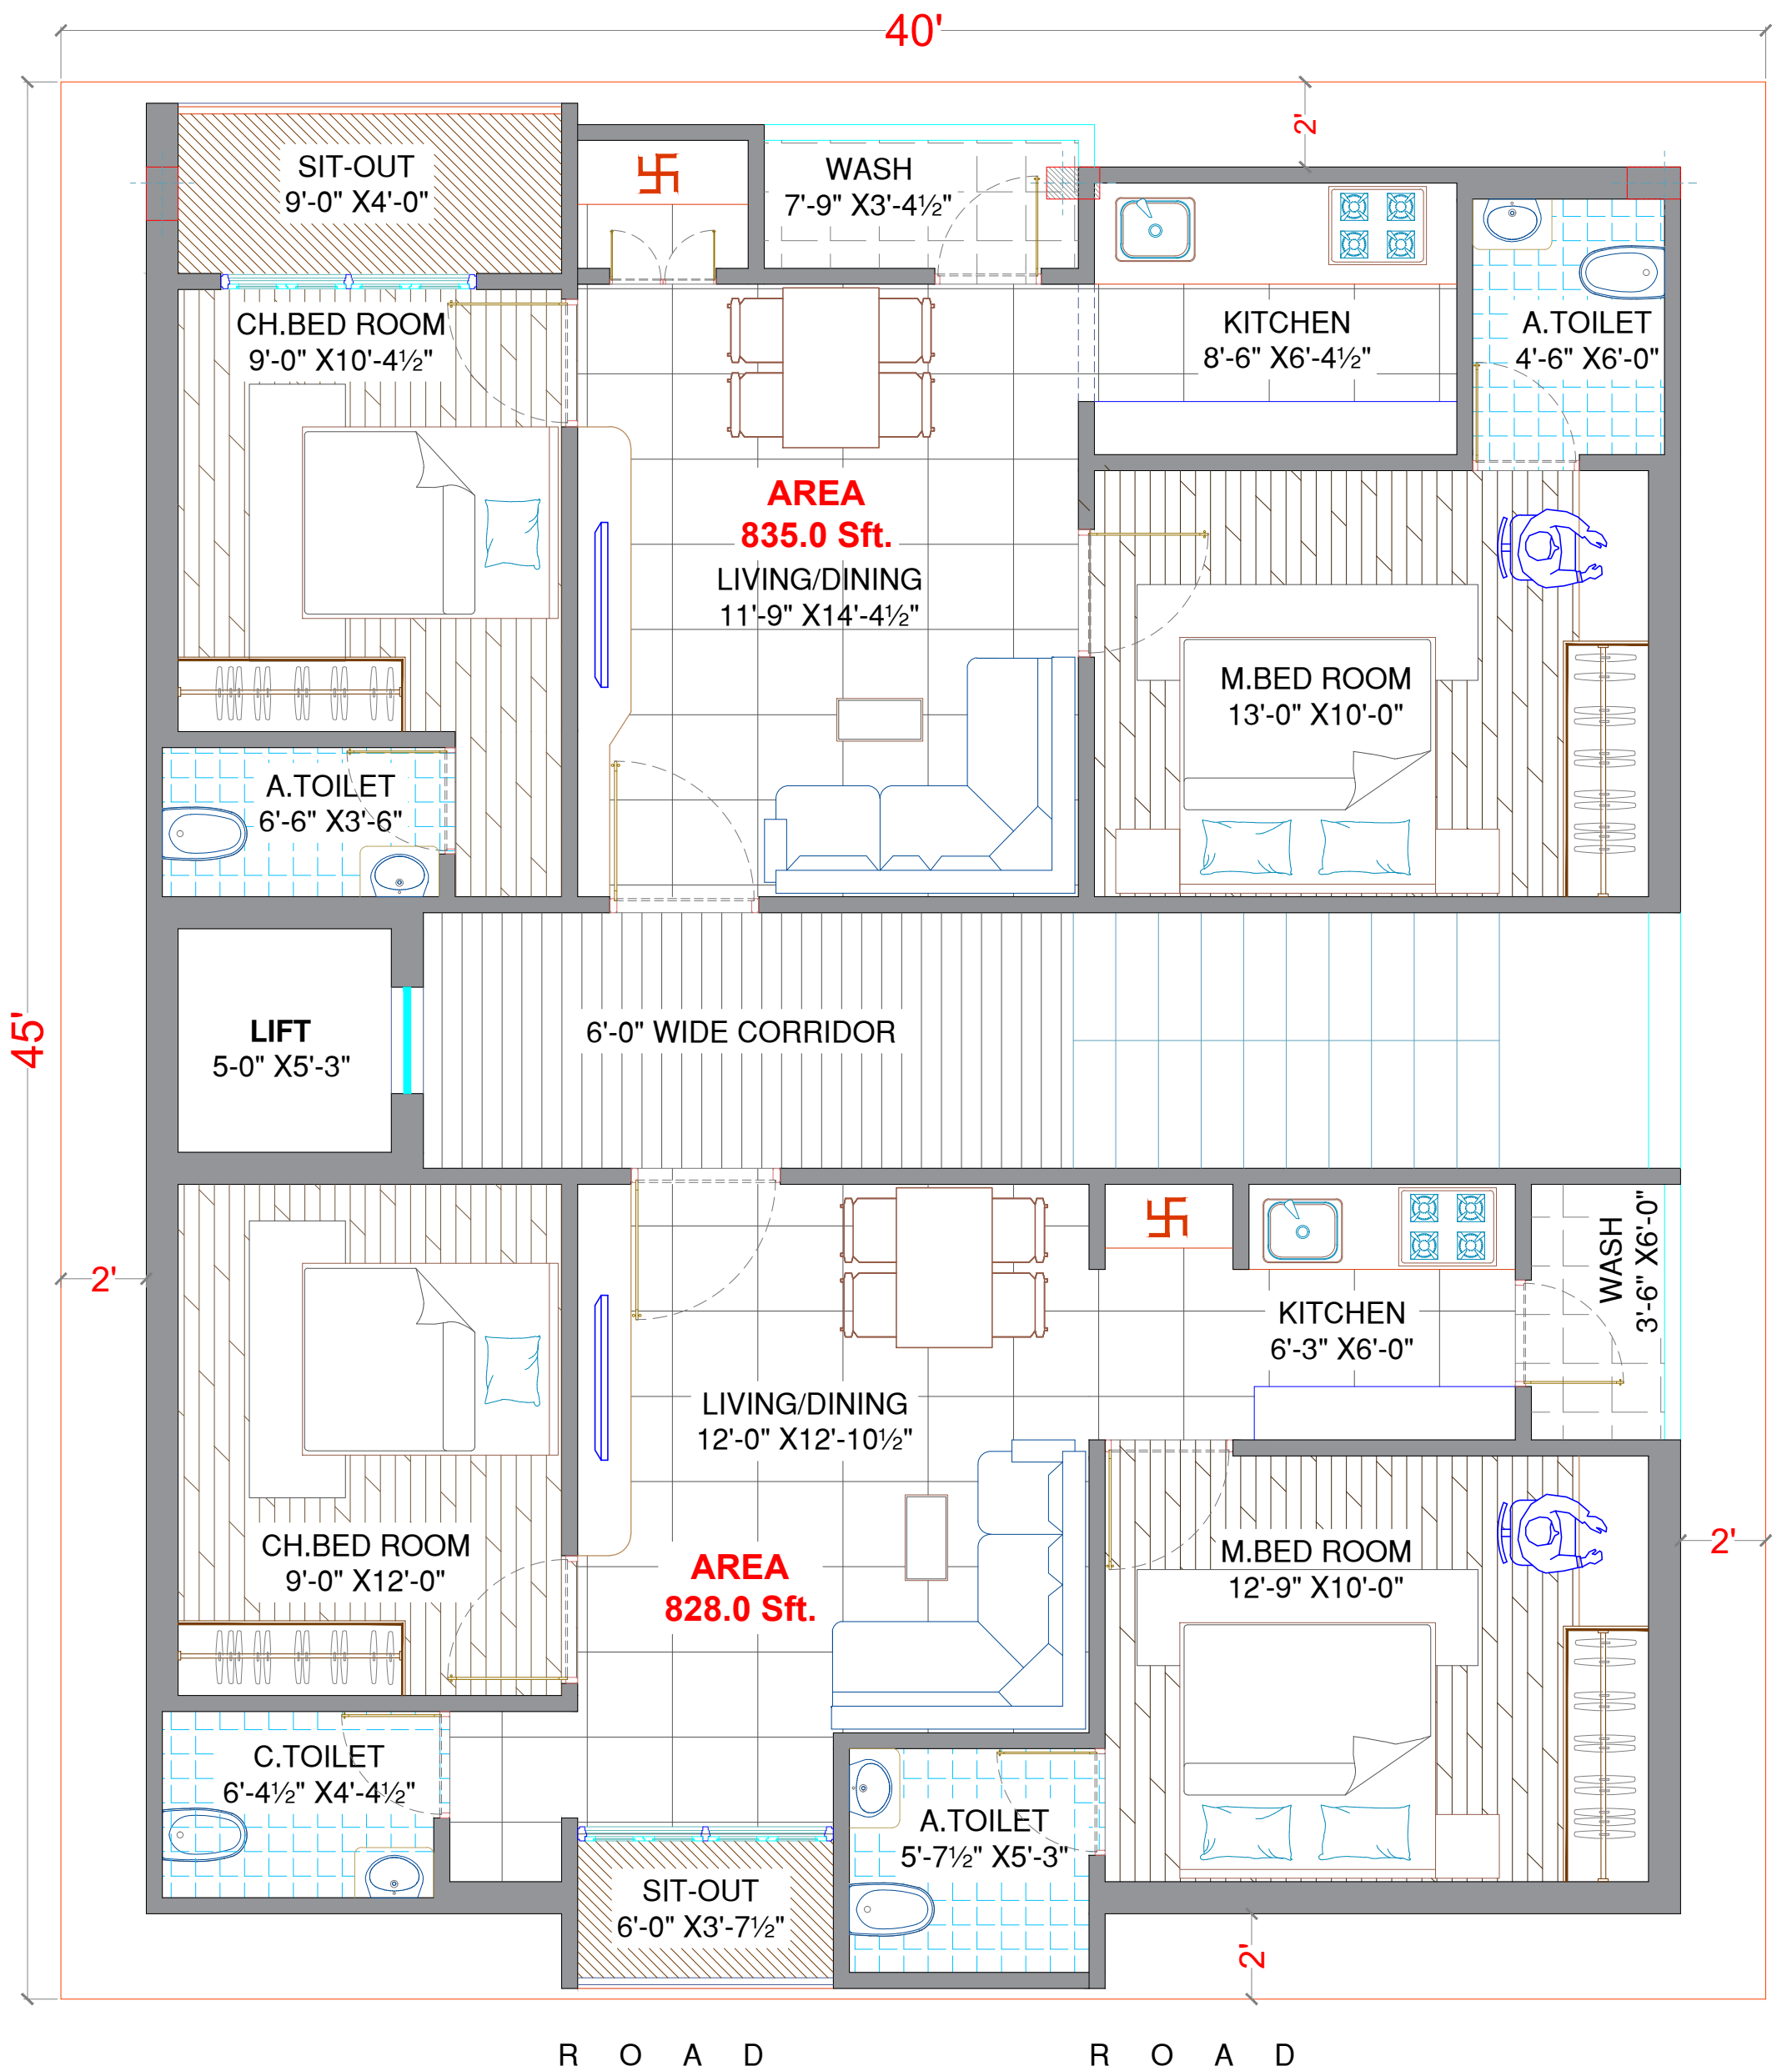 40'
2'
SIT-OUT
9'-0" X4'-0"
WASH
7'-9" X3'-4½"
CH.BED ROOM
9'-0" X10'-4½"
KITCHEN
8'-6" X6'-4½"
A.TOILET
4'-6" X6'-0"
AREA
835.0 Sft.
LIVING/DINING
11'-9" X14'-4½"
M.BED ROOM
13'-0" X10'-0"
A.TOILET
6'-6" X3'-6"
45'
LIFT
5-0" X5'-3"
6'-0" WIDE CORRIDOR
2'
WASH
3'-6" X6'-0"
KITCHEN
6'-3" X6'-0"
LIVING/DINING
12'-0" X12'-10½"
CH.BED ROOM
9'-0" X12'-0"
AREA
828.0 Sft.
M.BED ROOM
12'-9" X10'-0"
2'
C.TOILET
6'-4½" X4'-4½"
A.TOILET
5'-7½" X5'-3"
SIT-OUT
6'-0" X3'-7½"
2'
ROAD
ROAD